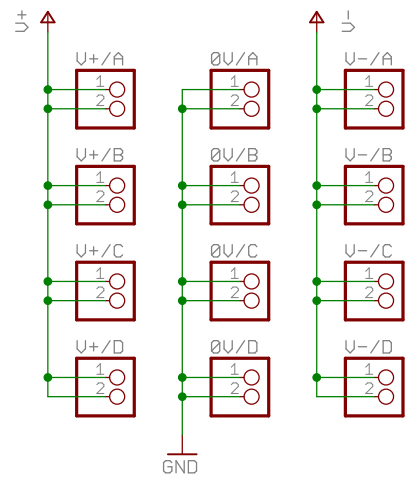 V+ V-
V+/A 0V/A V-/A
1 1 1
2 2 2
V+/B 0V/B V-/B
1 1 1
2 2 2
V+/C 0V/C V-/C
1 1 1
2 2 2
V+/D 0V/D V-/D
1 1 1
2 2 2
GND